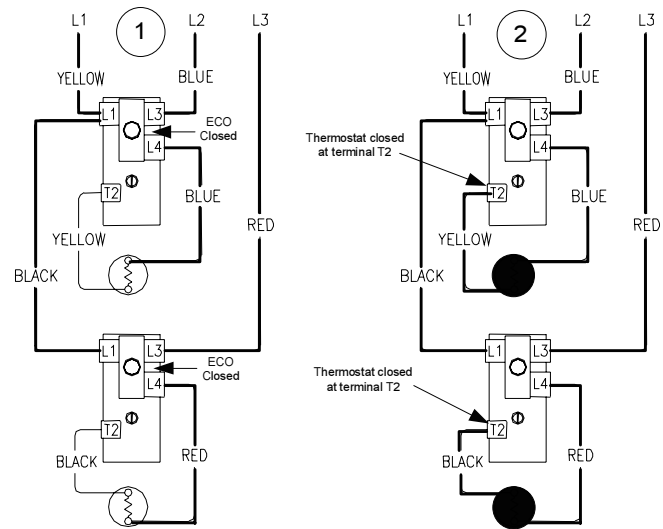 L1
1
L2
L3
YELLOW
BLUE
L1
L3
ECO
Closed
L4
T2
BLUE
YELLOW
RED
BLACK
L1
L3
ECO
Closed
L4
T2
BLACK
RED
L1
2
L2
L3
YELLOW
BLUE
L1
L3
Thermostat closed
at terminal T2
L4
T2
BLUE
YELLOW
RED
BLACK
L1
L3
Thermostat closed
at terminal T2
L4
T2
BLACK
RED